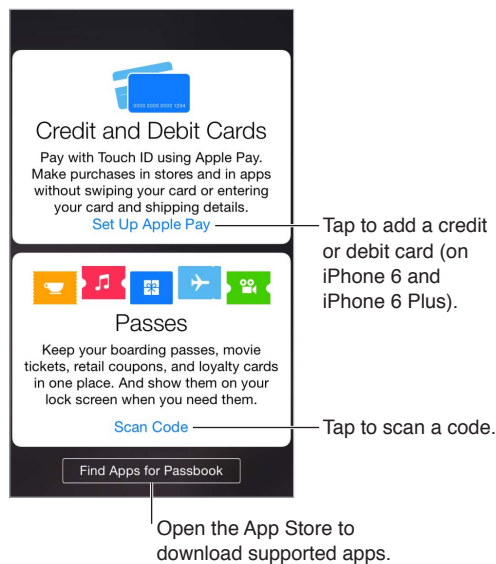 0000 0000 0000 1234
Credit and Debit Cards
Pay with Touch ID using Apple Pay.
Make purchases in stores and in apps
without swiping your card or entering
your card and shipping details.
Set Up Apple Pay
Tap to add a credit
or debit card (on
iPhone 6 and
iPhone 6 Plus).
Passes
Keep your boarding passes, movie
tickets, retail coupons, and loyalty cards
in one place. And show them on your
lock screen when you need them.
Scan Code
Tap to scan a code.
Find Apps for Passbook
Open the App Store to
download supported apps.